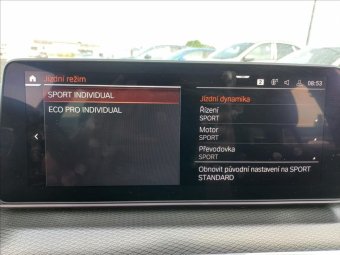 Jízdní režim
2
08:53
SPORT INDIVIDUAL
ECO PRO INDIVIDUAL
Jízdní dynamika
Řízení
SPORT
Motor
SPORT
Převodovka
SPORT
Obnovit původní nastavení na SPORT
STANDARD